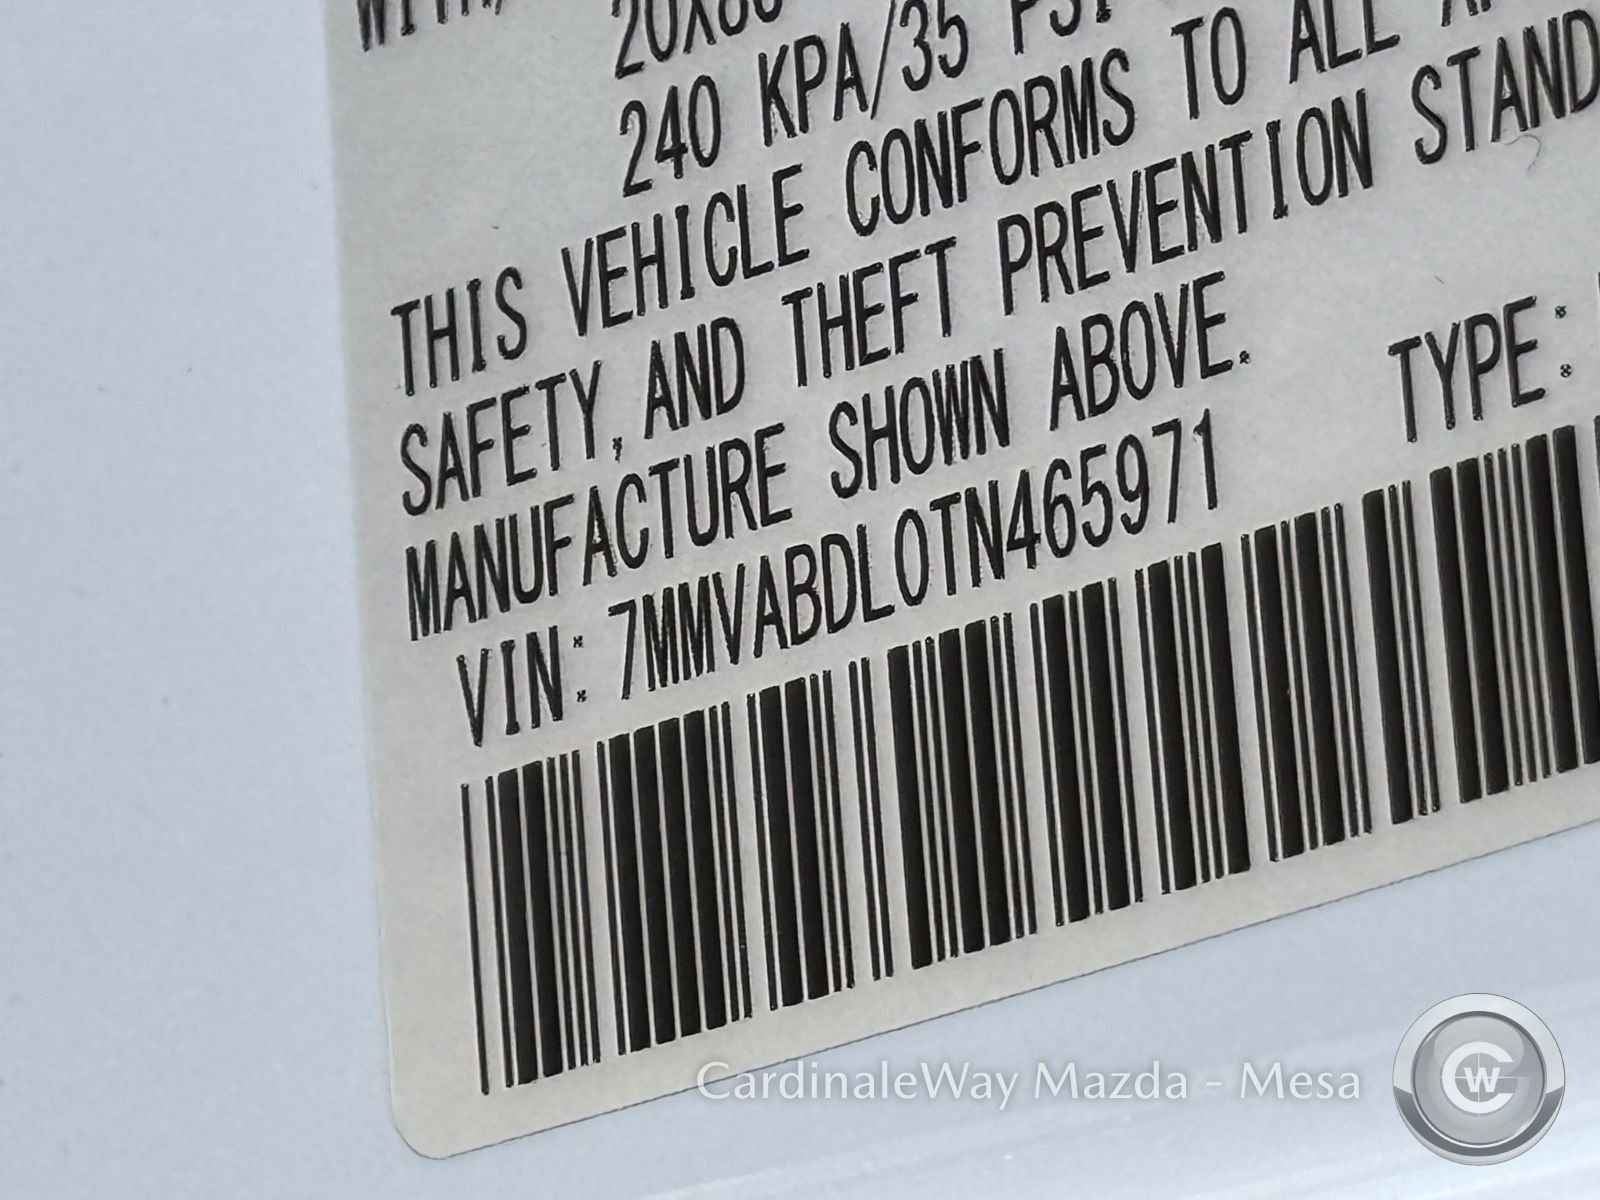 240 KPA/35 PSI
THIS VEHICLE CONFORMS TO ALL
SAFETY, AND THEFT PREVENTION STAND
MANUFACTURE SHOWN ABOVE.
VIN: 7MMVABDL0TN465971 TYPE:
CardinaleWay Mazda - Mesa
CW